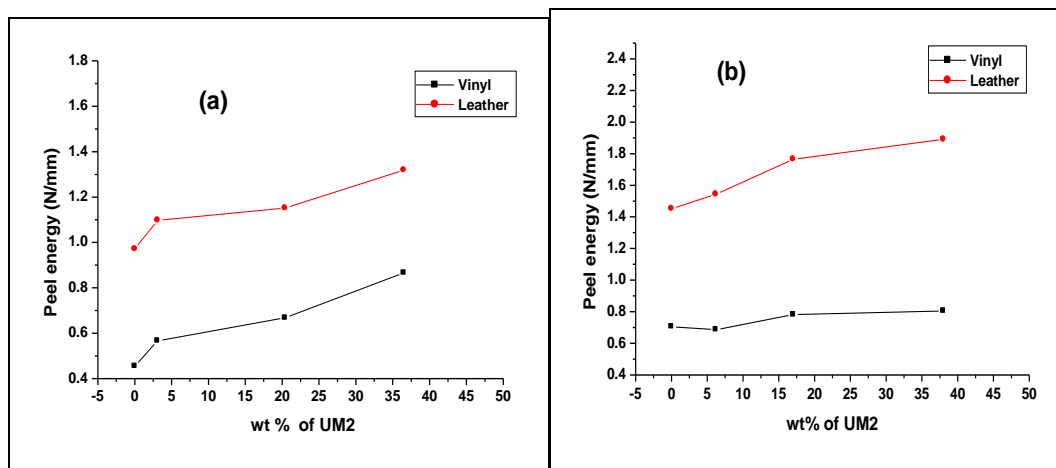 (a)
Vinyl
Leather
Peel energy (N/mm)
1.8
1.6
1.4
1.2
1.0
0.8
0.6
0.4
-5 0 5 10 15 20 25 30 35 40 45 50
wt % of UM2
(b)
Vinyl
Leather
Peel energy (N/mm)
2.4
2.2
2.0
1.8
1.6
1.4
1.2
1.0
0.8
0.6
0.4
-5 0 5 10 15 20 25 30 35 40 45 50
wt% of UM2